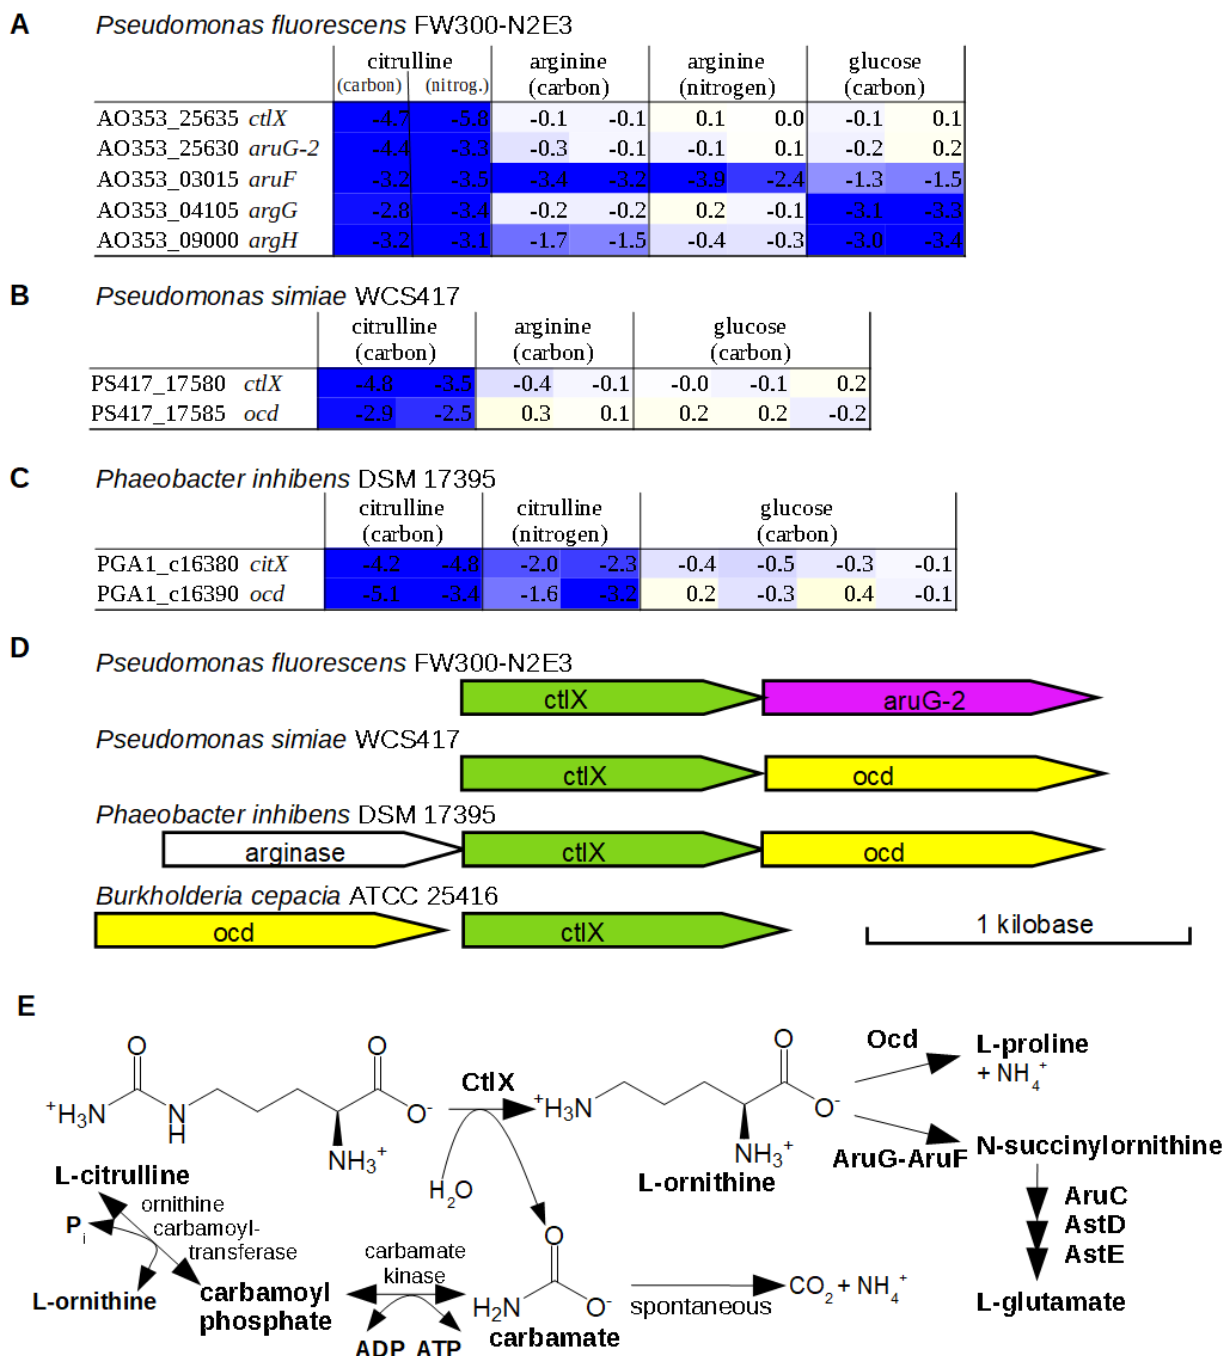 A Pseudomonas fluorescens FW300-N2E3
citrulline arginine arginine glucose
(carbon) (nitrog.) (carbon) (nitrogen) (carbon)
AO353_25635 ctlX -4.7 -5.8 -0.1 -0.1 0.1 0.0 -0.1 0.1
AO353_25630 aruG-2 -4.4 -3.3 -0.3 -0.1 -0.1 0.1 -0.2 0.2
AO353_03015 aruF -3.2 -3.5 -3.4 -3.2 -3.9 -2.4 -1.3 -1.5
AO353_04105 argG -2.8 -3.4 -0.2 -0.2 0.2 -0.1 -3.1 -3.3
AO353_09000 argH -3.2 -3.1 -1.7 -1.5 -0.4 -0.3 -3.0 -3.4
B Pseudomonas simiae WCS417
citrulline arginine glucose
(carbon) (carbon) (carbon)
PS417_17580 ctlX -4.8 -3.5 -0.4 -0.1 -0.0 -0.1 0.2
PS417_17585 ocd -2.9 -2.5 0.3 0.1 0.2 0.2 -0.2
C Phaeobacter inhibens DSM 17395
citrulline citrulline glucose
(carbon) (nitrogen) (carbon)
PGA1_c16380 citX -4.2 -4.8 -2.0 -2.3 -0.4 -0.5 -0.3 -0.1
PGA1_c16390 ocd -5.1 -3.4 -1.6 -3.2 0.2 -0.3 0.4 -0.1
D
Pseudomonas fluorescens FW300-N2E3
ctlX aruG-2
Pseudomonas simiae WCS417
ctlX ocd
Phaeobacter inhibens DSM 17395
arginase ctlX ocd
Burkholderia cepacia ATCC 25416
ocd ctlX 1 kilobase
E
O O CtlX O Ocd L-proline
+ NH₄⁺
⁺H₃N N H O⁻ ⁺H₃N O⁻
NH₃⁺ NH₃⁺ AruG-AruF N-succinylornithine
L-citrulline H₂O L-ornithine
ornithine
carbamoyl-
transferase
Pᵢ
AruC
AstD
AstE
L-ornithine carbamoyl
phosphate
carbamate
kinase
ADP ATP
O
H₂N O⁻
carbamate
spontaneous
CO₂ + NH₄⁺
L-glutamate